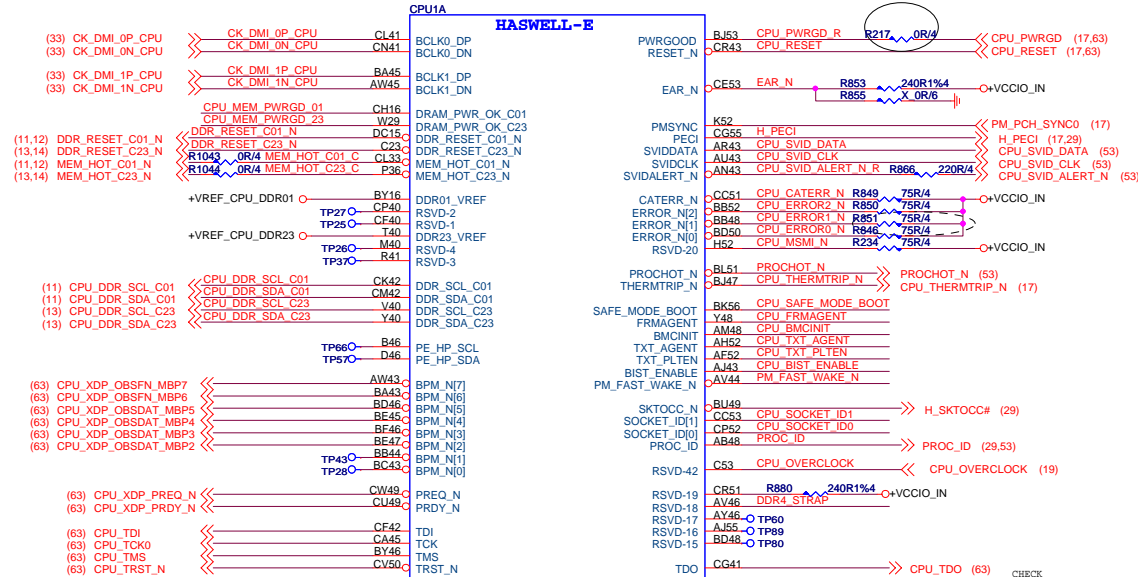 CPU1A
HASWELL-E
(33) CK_DMI_0P_CPU CK_DMI_0P_CPU CL41 BCLK0_DP
(33) CK_DMI_0N_CPU CK_DMI_0N_CPU CN41 BCLK0_DN
(33) CK_DMI_1P_CPU CK_DMI_1P_CPU BA45 BCLK1_DP
(33) CK_DMI_1N_CPU CK_DMI_1N_CPU AW45 BCLK1_DN
CPU_MEM_PWRGD_01 CH16 DRAM_PWR_OK_C01
CPU_MEM_PWRGD_23 W29 DRAM_PWR_OK_C23
(11,12) DDR_RESET_C01_N DDR_RESET_C01_N DC15 DDR_RESET_C01_N
(13,14) DDR_RESET_C23_N DDR_RESET_C23_N C23 DDR_RESET_C23_N
(11,12) MEM_HOT_C01_N R1043 0R/4 MEM_HOT_C01_C CL33 MEM_HOT_C01_N
(13,14) MEM_HOT_C23_N R1044 0R/4 MEM_HOT_C23_C P36 MEM_HOT_C23_N
+VREF_CPU_DDR01 BY16 DDR01_VREF
TP27 CP40 RSVD-2
TP25 CF40 RSVD-1
+VREF_CPU_DDR23 T40 DDR23_VREF
TP26 M40 RSVD-4
TP37 R41 RSVD-3
(11) CPU_DDR_SCL_C01 CPU_DDR_SCL_C01 CK42 DDR_SCL_C01
(11) CPU_DDR_SDA_C01 CPU_DDR_SDA_C01 CM42 DDR_SDA_C01
(13) CPU_DDR_SCL_C23 CPU_DDR_SCL_C23 V40 DDR_SCL_C23
(13) CPU_DDR_SDA_C23 CPU_DDR_SDA_C23 Y40 DDR_SDA_C23
TP66 B46 PE_HP_SCL
TP57 D46 PE_HP_SDA
(63) CPU_XDP_OBSFN_MBP7 AW43 BPM_N[7]
(63) CPU_XDP_OBSFN_MBP6 BA43 BPM_N[6]
(63) CPU_XDP_OBSDAT_MBP5 BD46 BPM_N[5]
(63) CPU_XDP_OBSDAT_MBP4 BE45 BPM_N[4]
(63) CPU_XDP_OBSDAT_MBP3 BF46 BPM_N[3]
(63) CPU_XDP_OBSDAT_MBP2 BE47 BPM_N[2]
TP43 BB44 BPM_N[1]
TP28 BC43 BPM_N[0]
(63) CPU_XDP_PREQ_N CW49 PREQ_N
(63) CPU_XDP_PRDY_N CU49 PRDY_N
(63) CPU_TDI CF42 TDI
(63) CPU_TCK0 CA45 TCK
(63) CPU_TMS BY46 TMS
(63) CPU_TRST_N CV50 TRST_N
PWRGOOD BJ53 CPU_PWRGD_R R217 0R/4 CPU_PWRGD (17,63)
RESET_N CR43 CPU_RESET CPU_RESET (17,63)
EAR_N CE53 EAR_N R853 240R1%4 +VCCIO_IN
R855 X_0R/6
PMSYNC K52 PM_PCH_SYNC0 (17)
PECI CG55 H_PECI H_PECI (17,29)
SVIDDATA AR43 CPU_SVID_DATA CPU_SVID_DATA (53)
SVIDCLK AU43 CPU_SVID_CLK CPU_SVID_CLK (53)
SVIDALERT_N AN43 CPU_SVID_ALERT_N_R R866 220R/4 CPU_SVID_ALERT_N (53)
CATERR_N CC51 CPU_CATERR_N R849 75R/4 +VCCIO_IN
ERROR_N[2] BB52 CPU_ERROR2_N R850 75R/4
ERROR_N[1] BB48 CPU_ERROR1_N R851 75R/4
ERROR_N[0] BD50 CPU_ERROR0_N R846 75R/4
RSVD-20 H52 CPU_MSMI_N R234 75R/4 +VCCIO_IN
PROCHOT_N BL51 PROCHOT_N PROCHOT_N (53)
THERMTRIP_N BJ47 CPU_THERMTRIP_N CPU_THERMTRIP_N (17)
SAFE_MODE_BOOT BK56 CPU_SAFE_MODE_BOOT
FRMAGENT Y48 CPU_FRMAGENT
BMCINIT AM48 CPU_BMCINIT
TXT_AGENT AH52 CPU_TXT_AGENT
TXT_PLTEN AF52 CPU_TXT_PLTEN
BIST_ENABLE AJ43 CPU_BIST_ENABLE
PM_FAST_WAKE_N AV44 PM_FAST_WAKE_N
SKTOCC_N BU49 H_SKTOCC# (29)
SOCKET_ID[1] CC53 CPU_SOCKET_ID1
SOCKET_ID[0] CP52 CPU_SOCKET_ID0
PROC_ID AB48 PROC_ID PROC_ID (29,53)
RSVD-42 C53 CPU_OVERCLOCK CPU_OVERCLOCK (19)
RSVD-19 CR51 R880 240R1%4 +VCCIO_IN
RSVD-18 AV46 DDR4_STRAP
RSVD-17 AY46 TP60
RSVD-16 AJ55 TP89
RSVD-15 BD48 TP80
TDO CG41 CPU_TDO (63)
CHECK